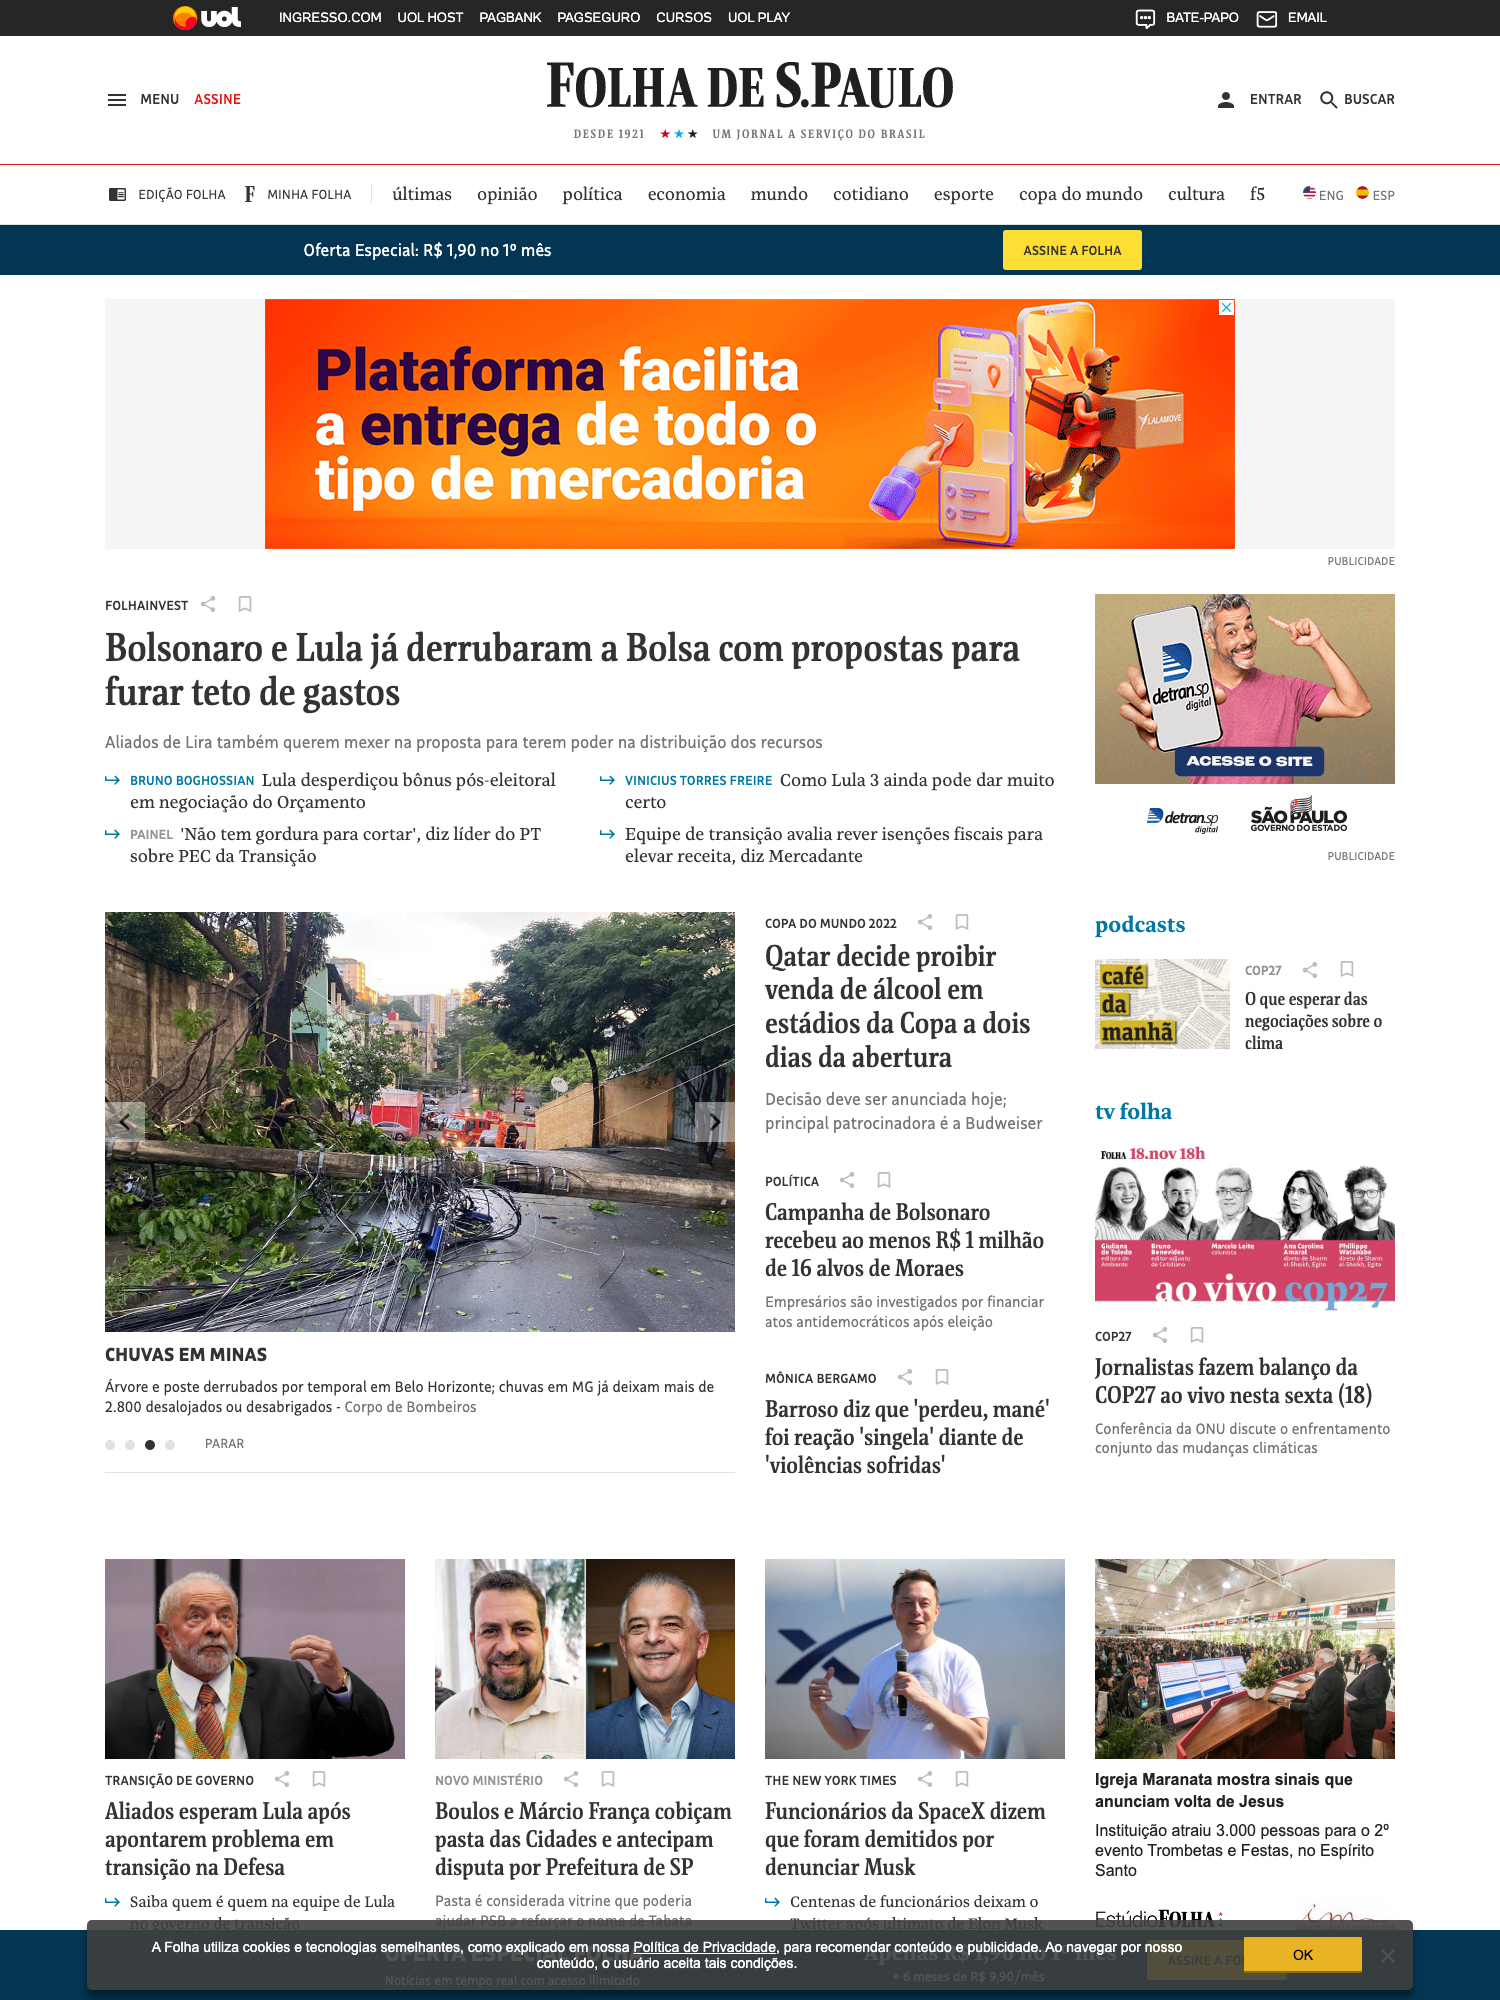 uol INGRESSO.COM UOL HOST PAGBANK PAGSEGURO CURSOS UOL PLAY BATE-PAPO EMAIL
MENU ASSINE
FOLHA DE S.PAULO
ENTRAR BUSCAR
DESDE 1921 ★★★ UM JORNAL A SERVIÇO DO BRASIL
EDIÇÃO FOLHA F MINHA FOLHA últimas opinião política economia mundo cotidiano esporte copa do mundo cultura f5 ENG ESP
Oferta Especial: R$ 1,90 no 1º mês ASSINE A FOLHA
Plataforma facilita
a entrega de todo o
tipo de mercadoria
LALAMOVE
PUBLICIDADE
FOLHAINVEST
Bolsonaro e Lula já derrubaram a Bolsa com propostas para
furar teto de gastos
Aliados de Lira também querem mexer na proposta para terem poder na distribuição dos recursos
BRUNO BOGHOSSIAN Lula desperdiçou bônus pós-eleitoral
em negociação do Orçamento
PAINEL 'Não tem gordura para cortar', diz líder do PT
sobre PEC da Transição
VINICIUS TORRES FREIRE Como Lula 3 ainda pode dar muito
certo
Equipe de transição avalia rever isenções fiscais para
elevar receita, diz Mercadante
detran.sp
digital
ACESSE O SITE
detran.sp
digital
SÃO PAULO
GOVERNO DO ESTADO
PUBLICIDADE
CHUVAS EM MINAS
Árvore e poste derrubados por temporal em Belo Horizonte; chuvas em MG já deixam mais de
2.800 desalojados ou desabrigados - Corpo de Bombeiros
PARAR
COPA DO MUNDO 2022
Qatar decide proibir
venda de álcool em
estádios da Copa a dois
dias da abertura
Decisão deve ser anunciada hoje;
principal patrocinadora é a Budweiser
POLÍTICA
Campanha de Bolsonaro
recebeu ao menos R$ 1 milhão
de 16 alvos de Moraes
Empresários são investigados por financiar
atos antidemocráticos após eleição
MÔNICA BERGAMO
Barroso diz que 'perdeu, mané'
foi reação 'singela' diante de
'violências sofridas'
podcasts
café
da
manhã
COP27
O que esperar das
negociações sobre o
clima
tv folha
FOLHA 18.nov 18h
Giuliana
de Toledo
editora de
Ambiente
Bruno
Benevides
editor-adjunto
de Cotidiano
Marcelo Leite
colunista
Ana Carolina
Amaral
direto de Sharm
el-Sheikh, Egito
Philippe
Watanabe
direto de Sharm
el-Sheikh, Egito
ao vivo cop27
COP27
Jornalistas fazem balanço da
COP27 ao vivo nesta sexta (18)
Conferência da ONU discute o enfrentamento
conjunto das mudanças climáticas
TRANSIÇÃO DE GOVERNO
Aliados esperam Lula após
apontarem problema em
transição na Defesa
Saiba quem é quem na equipe de Lula
no governo de transição
NOVO MINISTÉRIO
Boulos e Márcio França cobiçam
pasta das Cidades e antecipam
disputa por Prefeitura de SP
Pasta é considerada vitrine que poderia
ajudar PSB a reforçar o nome de Tabata
THE NEW YORK TIMES
Funcionários da SpaceX dizem
que foram demitidos por
denunciar Musk
Centenas de funcionários deixam o
Twitter após ultimato de Elon Musk
Igreja Maranata mostra sinais que
anunciam volta de Jesus
Instituição atraiu 3.000 pessoas para o 2º
evento Trombetas e Festas, no Espírito
Santo
EstúdioFOLHA
A Folha utiliza cookies e tecnologias semelhantes, como explicado em nossa Política de Privacidade, para recomendar conteúdo e publicidade. Ao navegar por nosso
conteúdo, o usuário aceita tais condições.
OK
Notícias em tempo real com acesso ilimitado
+ 6 meses de R$ 9,90/mês
ASSINE A FO